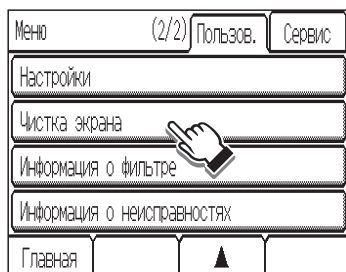 Меню (2/2) Пользов. Сервис
Настройки
Чистка экрана
Информация о фильтре
Информация о неисправностях
Главная